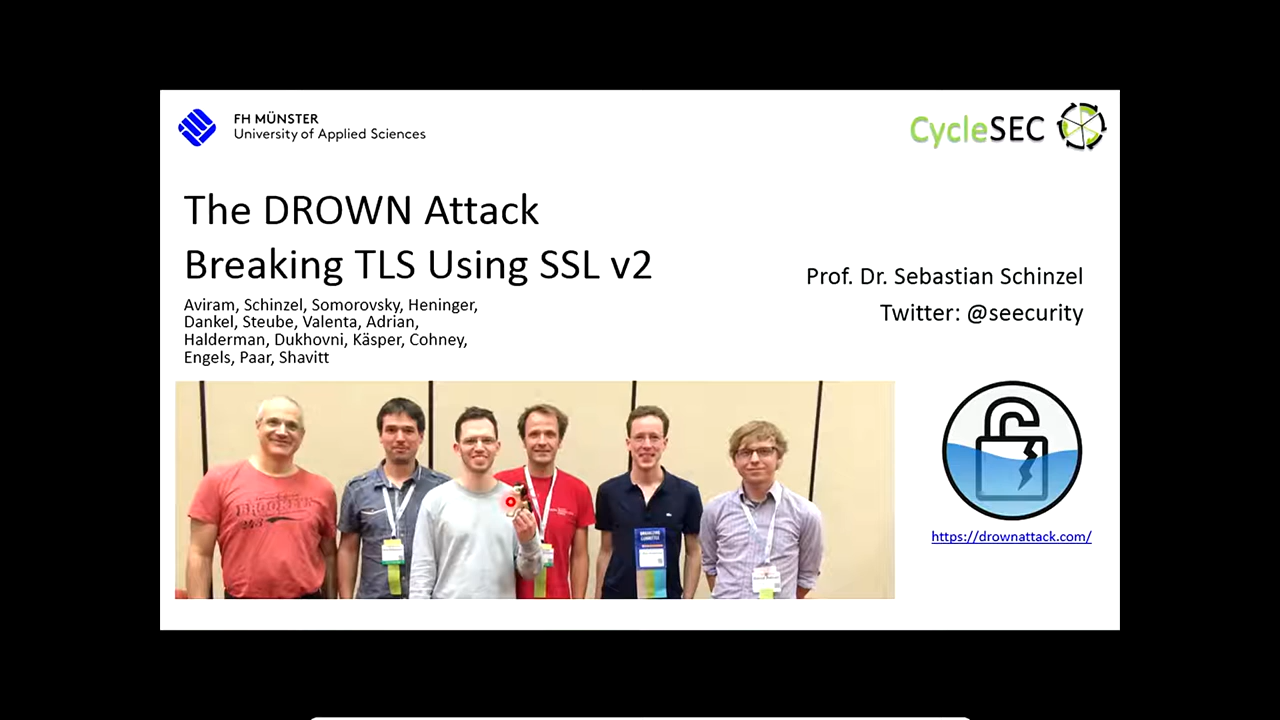 FH MÜNSTER
University of Applied Sciences
CycleSEC
The DROWN Attack
Breaking TLS Using SSL v2
Aviram, Schinzel, Somorovsky, Heninger,
Dankel, Steube, Valenta, Adrian,
Halderman, Dukhovni, Käsper, Cohney,
Engels, Paar, Shavitt
Prof. Dr. Sebastian Schinzel
Twitter: @seecurity
https://drownattack.com/